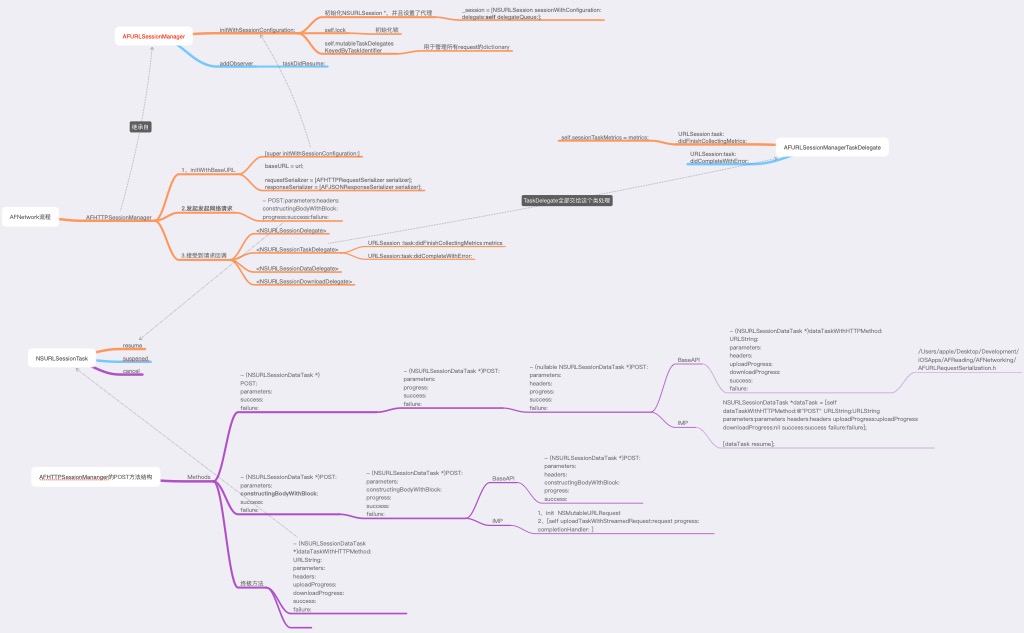 AFURLSessionManager
initWithSessionConfiguration:
初始化NSURLSession *，并且设置了代理
_session = [NSURLSession sessionWithConfiguration:
delegate:self delegateQueue:];
self.lock
初始化锁
self.mutableTaskDelegates
KeyedByTaskIdentifier
用于管理所有request的dictionary
addObserver
taskDidResume:
继承自
self.sessionTaskMetrics = metrics;
URLSession:task:
didFinishCollectingMetrics:
URLSession:task:
didCompleteWithError:
AFURLSessionManagerTaskDelegate
TaskDelegate全部交给这个类处理
AFNetwork流程
AFHTTPSessionManager
1、initWithBaseURL
[super initWithSessionConfiguration:]
baseURL = url;
requestSerializer = [AFHTTPRequestSerializer serializer];
responseSerializer = [AFJSONResponseSerializer serializer];
2.发起发起网络请求
- POST:parameters:headers:
constructingBodyWithBlock:
progress:success:failure:
3.接受到请求回调
<NSURLSessionDelegate>
<NSURLSessionTaskDelegate>
URLSession :task:didFinishCollectingMetrics:metrics
URLSession:task:didCompleteWithError:
<NSURLSessionDataDelegate>
<NSURLSessionDownloadDelegate>
NSURLSessionTask
resume
suspened
cancel
AFHTTPSessionMananger的POST方法结构
Methods
- (NSURLSessionDataTask *)
POST:
parameters:
success:
failure:
- (NSURLSessionDataTask *)POST:
parameters:
progress:
success:
failure:
- (nullable NSURLSessionDataTask *)POST:
parameters:
headers:
progress:
success:
failure:
BaseAPI
- (NSURLSessionDataTask *)dataTaskWithHTTPMethod:
URLString:
parameters:
headers:
uploadProgress:
downloadProgress:
success:
failure:
/Users/apple/Desktop/Development/
iOSApps/AFReading/AFNetworking/
AFURLRequestSerialization.h
IMP
NSURLSessionDataTask *dataTask = [self
dataTaskWithHTTPMethod:@"POST" URLString:URLString
parameters:parameters headers:headers uploadProgress:uploadProgress
downloadProgress:nil success:success failure:failure];
[dataTask resume];
- (NSURLSessionDataTask *)POST:
parameters:
constructingBodyWithBlock:
success:
failure:
- (NSURLSessionDataTask *)POST:
parameters:
constructingBodyWithBlock:
progress:
success:
failure:
BaseAPI
- (NSURLSessionDataTask *)POST:
parameters:
headers:
constructingBodyWithBlock:
progress:
success:
IMP
1、init NSMutableURLRequest
2、[self uploadTaskWithStreamedRequest:request progress:
completionHandler: ]
终极方法
- (NSURLSessionDataTask
*)dataTaskWithHTTPMethod:
URLString:
parameters:
headers:
uploadProgress:
downloadProgress:
success:
failure: